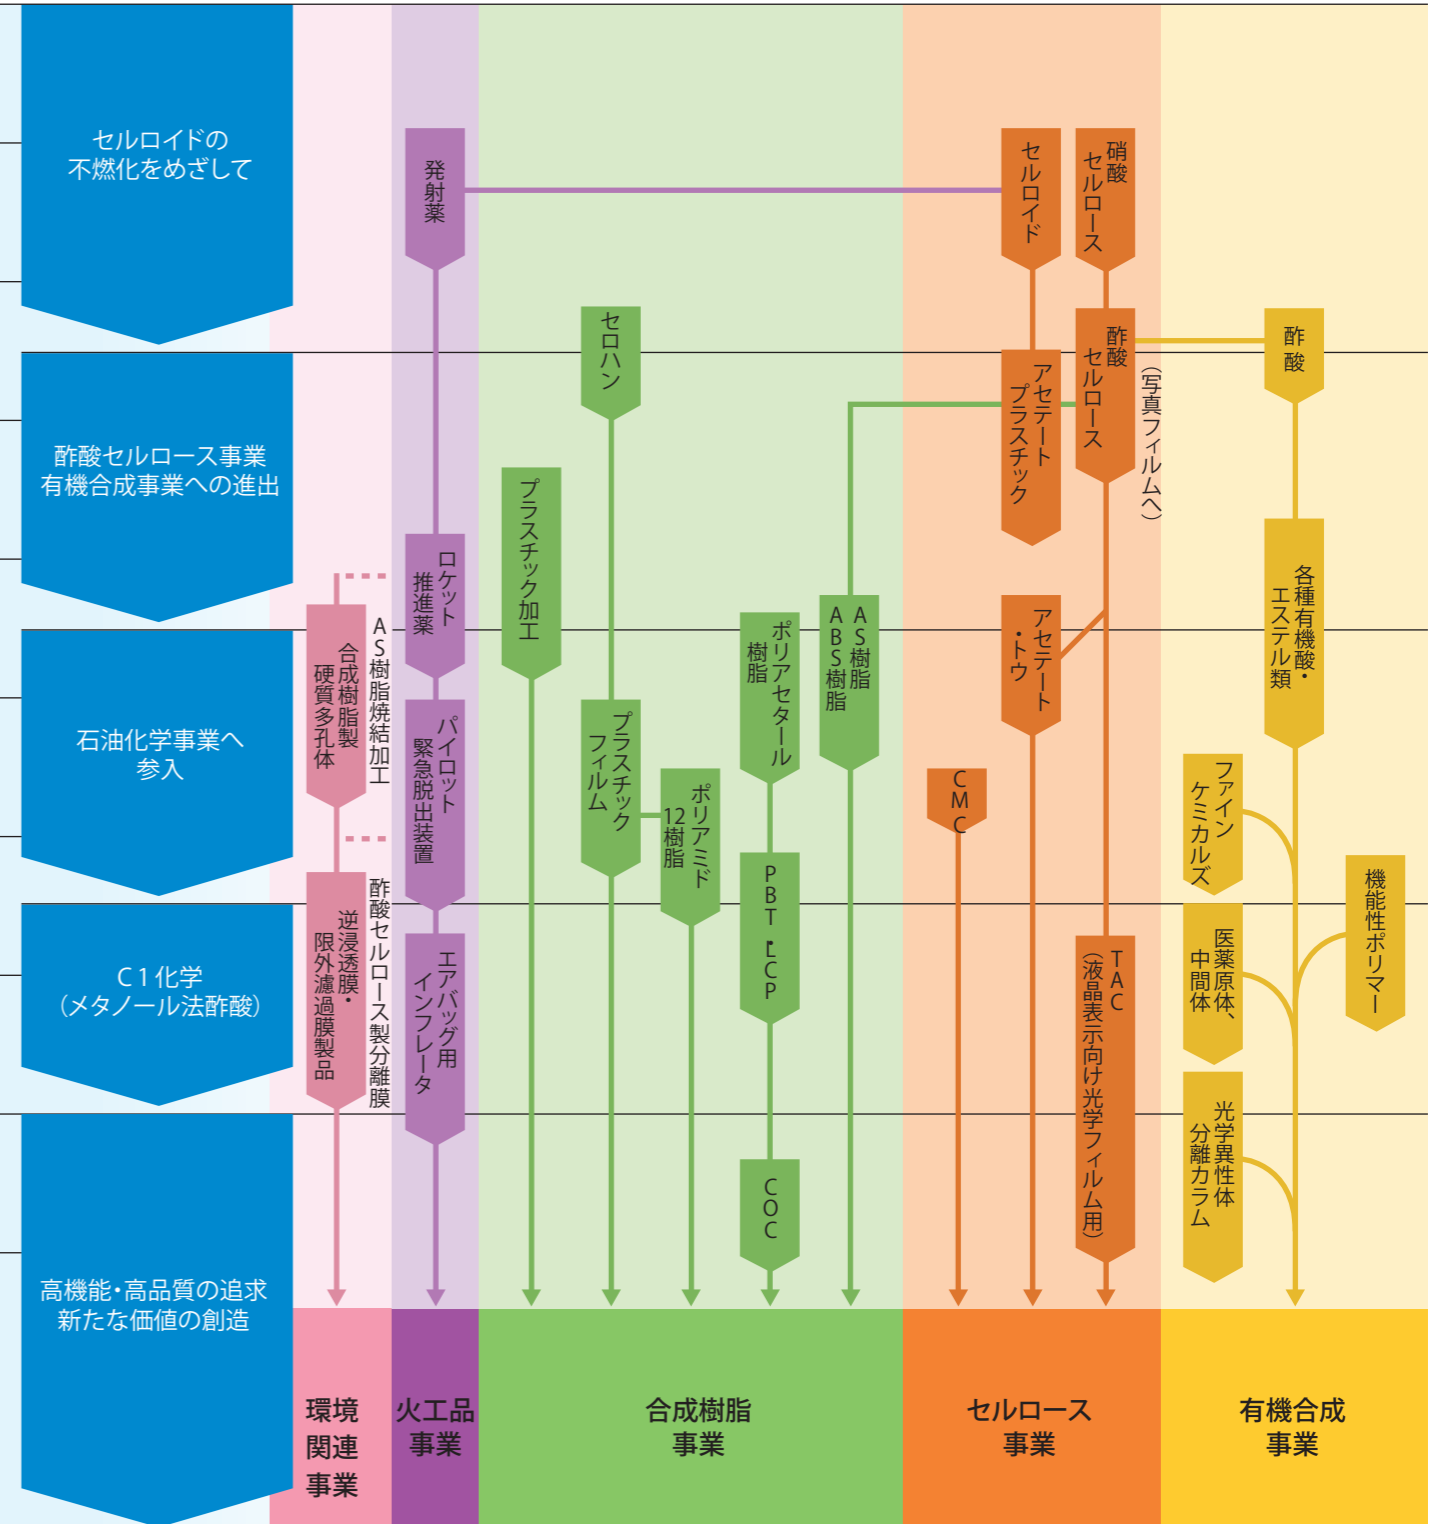 セルロイドの
不燃化をめざして
酢酸セルロース事業
有機合成事業への進出
石油化学事業へ
参入
C1化学
(メタノール法酢酸)
高機能・高品質の追求
新たな価値の創造
AS樹脂焼結加工
合成樹脂製
硬質多孔体
酢酸セルロース製分離膜
逆浸透膜・
限外濾過膜製品
環境
関連
事業
発射薬
ロケット
推進薬
パイロット
緊急脱出装置
エアバッグ用
インフレータ
火工品
事業
プラスチック加工
セロハン
プラスチック
フィルム
ポリアミド
12樹脂
ポリアセタール
樹脂
PBT・LCP
COC
AS樹脂
ABS樹脂
合成樹脂
事業
CMC
セルロイド
アセテート
プラスチック
アセテート
・トウ
硝酸
セルロース
酢酸
セルロース
(写真フィルムへ)
TAC
(液晶表示向け光学フィルム用)
セルロース
事業
酢酸
各種有機酸・
エステル類
ファイン
ケミカルズ
医薬原体、
中間体
光学異性体
分離カラム
機能性ポリマー
有機合成
事業